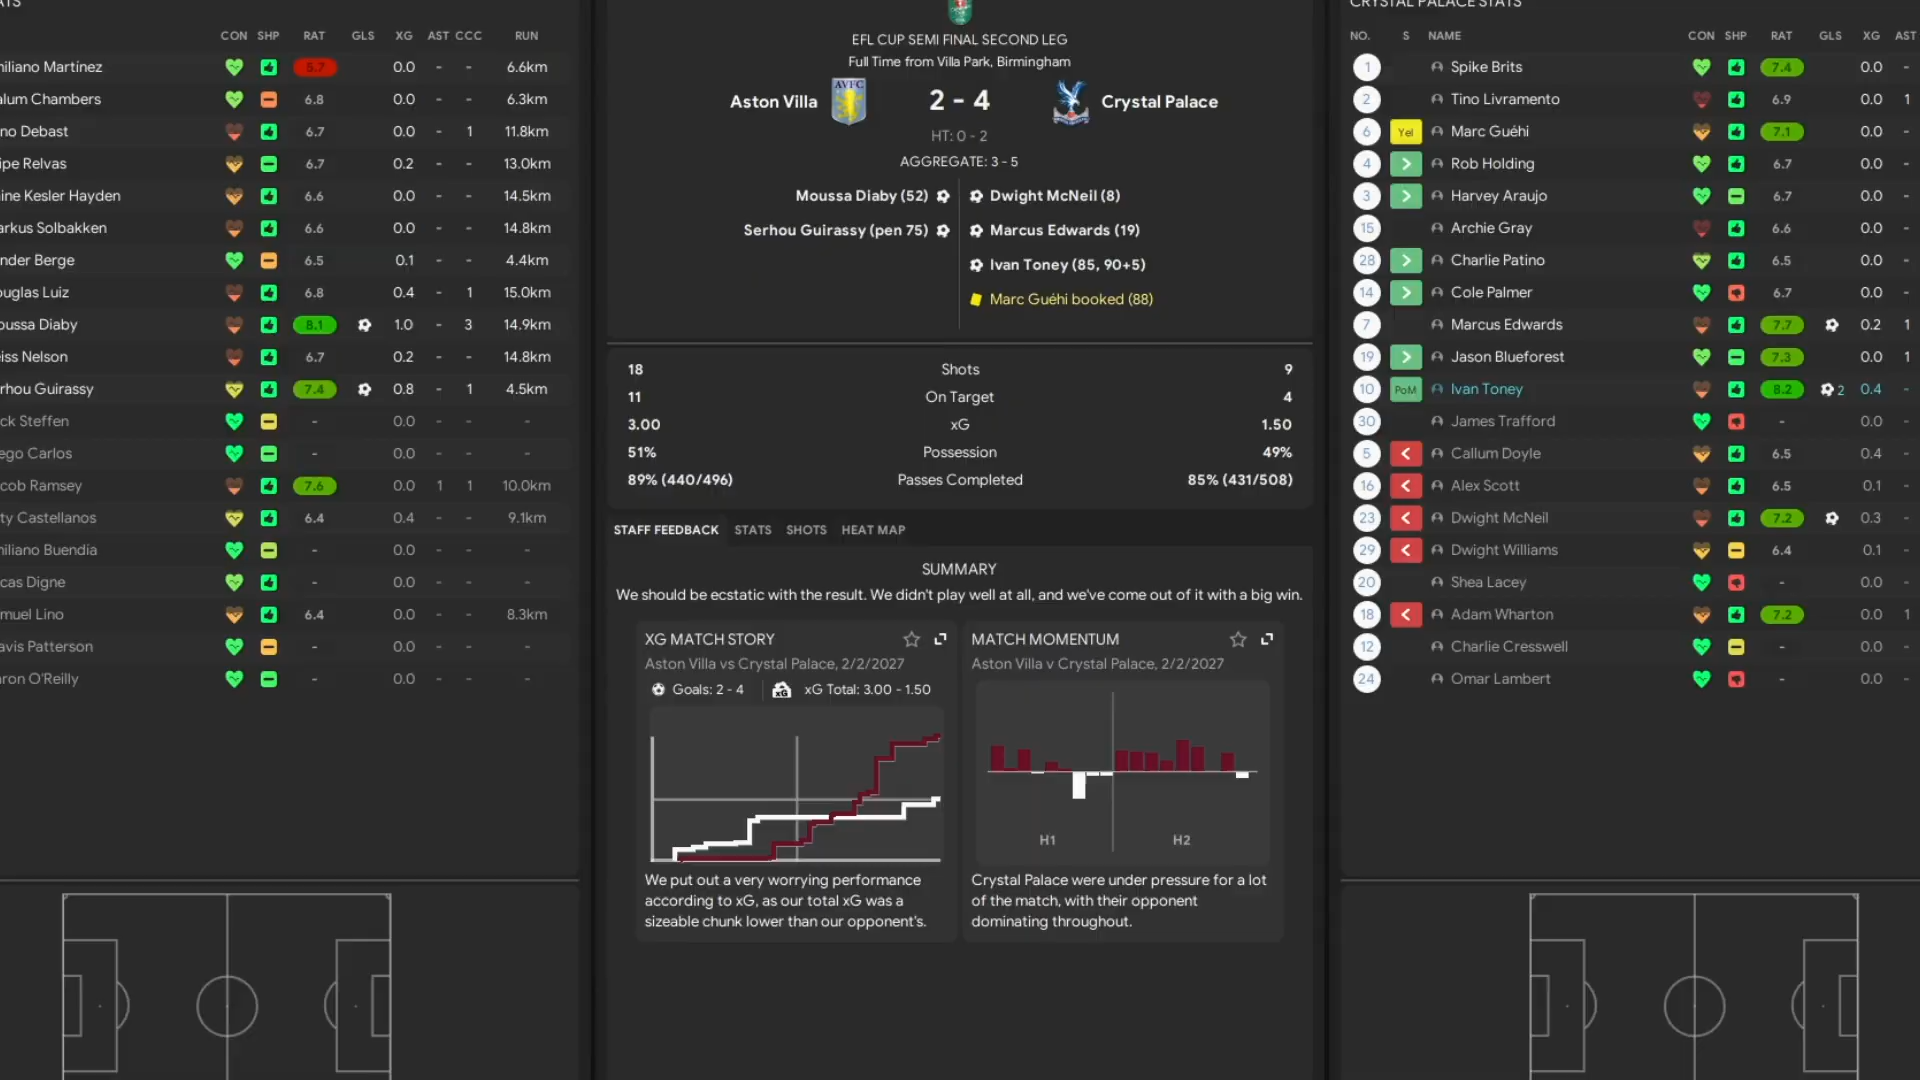 CRYSTAL PALACE STATS
CON SHP RAT GLS XG AST CCC RUN
iliano Martínez 5.7 0.0 - - 6.6km
alum Chambers 6.8 0.0 - - 6.3km
no Debast 6.7 0.0 - 1 11.8km
ipe Relvas 6.7 0.2 - - 13.0km
ine Kesler Hayden 6.6 0.0 - - 14.5km
arkus Solbakken 6.6 0.0 - - 14.8km
nder Berge 6.5 0.1 - - 4.4km
ouglas Luiz 6.8 0.4 - 1 15.0km
oussa Diaby 8.1 1.0 - 3 14.9km
eiss Nelson 6.7 0.2 - - 14.8km
rhou Guirassy 7.4 0.8 - 1 4.5km
ck Steffen - 0.0 - - -
ego Carlos - 0.0 - - -
cob Ramsey 7.6 0.0 1 1 10.0km
ty Castellanos 6.4 0.4 - - 9.1km
iliano Buendía - 0.0 - - -
cas Digne - 0.0 - - -
muel Lino 6.4 0.0 - - 8.3km
avis Patterson - 0.0 - - -
ron O'Reilly - 0.0 - - -
EFL CUP SEMI FINAL SECOND LEG
Full Time from Villa Park, Birmingham
Aston Villa AVFC 2 - 4 Crystal Palace
HT: 0 - 2
AGGREGATE: 3 - 5
Moussa Diaby (52) Dwight McNeil (8)
Serhou Guirassy (pen 75) Marcus Edwards (19)
Ivan Toney (85, 90+5)
Marc Guéhi booked (88)
18 Shots 9
11 On Target 4
3.00 xG 1.50
51% Possession 49%
89% (440/496) Passes Completed 85% (431/508)
STAFF FEEDBACK STATS SHOTS HEAT MAP
SUMMARY
We should be ecstatic with the result. We didn't play well at all, and we've come out of it with a big win.
XG MATCH STORY
Aston Villa vs Crystal Palace, 2/2/2027
Goals: 2 - 4 xG xG Total: 3.00 - 1.50
We put out a very worrying performance
according to xG, as our total xG was a
sizeable chunk lower than our opponent's.
MATCH MOMENTUM
Aston Villa v Crystal Palace, 2/2/2027
H1 H2
Crystal Palace were under pressure for a lot
of the match, with their opponent
dominating throughout.
NO. S NAME CON SHP RAT GLS XG AST
1 Spike Brits 7.4 0.0 -
2 Tino Livramento 6.9 0.0 1
6 Yel Marc Guéhi 7.1 0.0 -
4 Rob Holding 6.7 0.0 -
3 Harvey Araujo 6.7 0.0 -
15 Archie Gray 6.6 0.0 -
28 Charlie Patino 6.5 0.0 -
14 Cole Palmer 6.7 0.0 -
7 Marcus Edwards 7.7 0.2 1
19 Jason Blueforest 7.3 0.0 1
10 PoM Ivan Toney 8.2 2 0.4 -
30 James Trafford - 0.0 -
5 Callum Doyle 6.5 0.4 -
16 Alex Scott 6.5 0.1 -
23 Dwight McNeil 7.2 0.3 -
29 Dwight Williams 6.4 0.1 -
20 Shea Lacey - 0.0 -
18 Adam Wharton 7.2 0.0 1
12 Charlie Cresswell - 0.0 -
24 Omar Lambert - 0.0 -